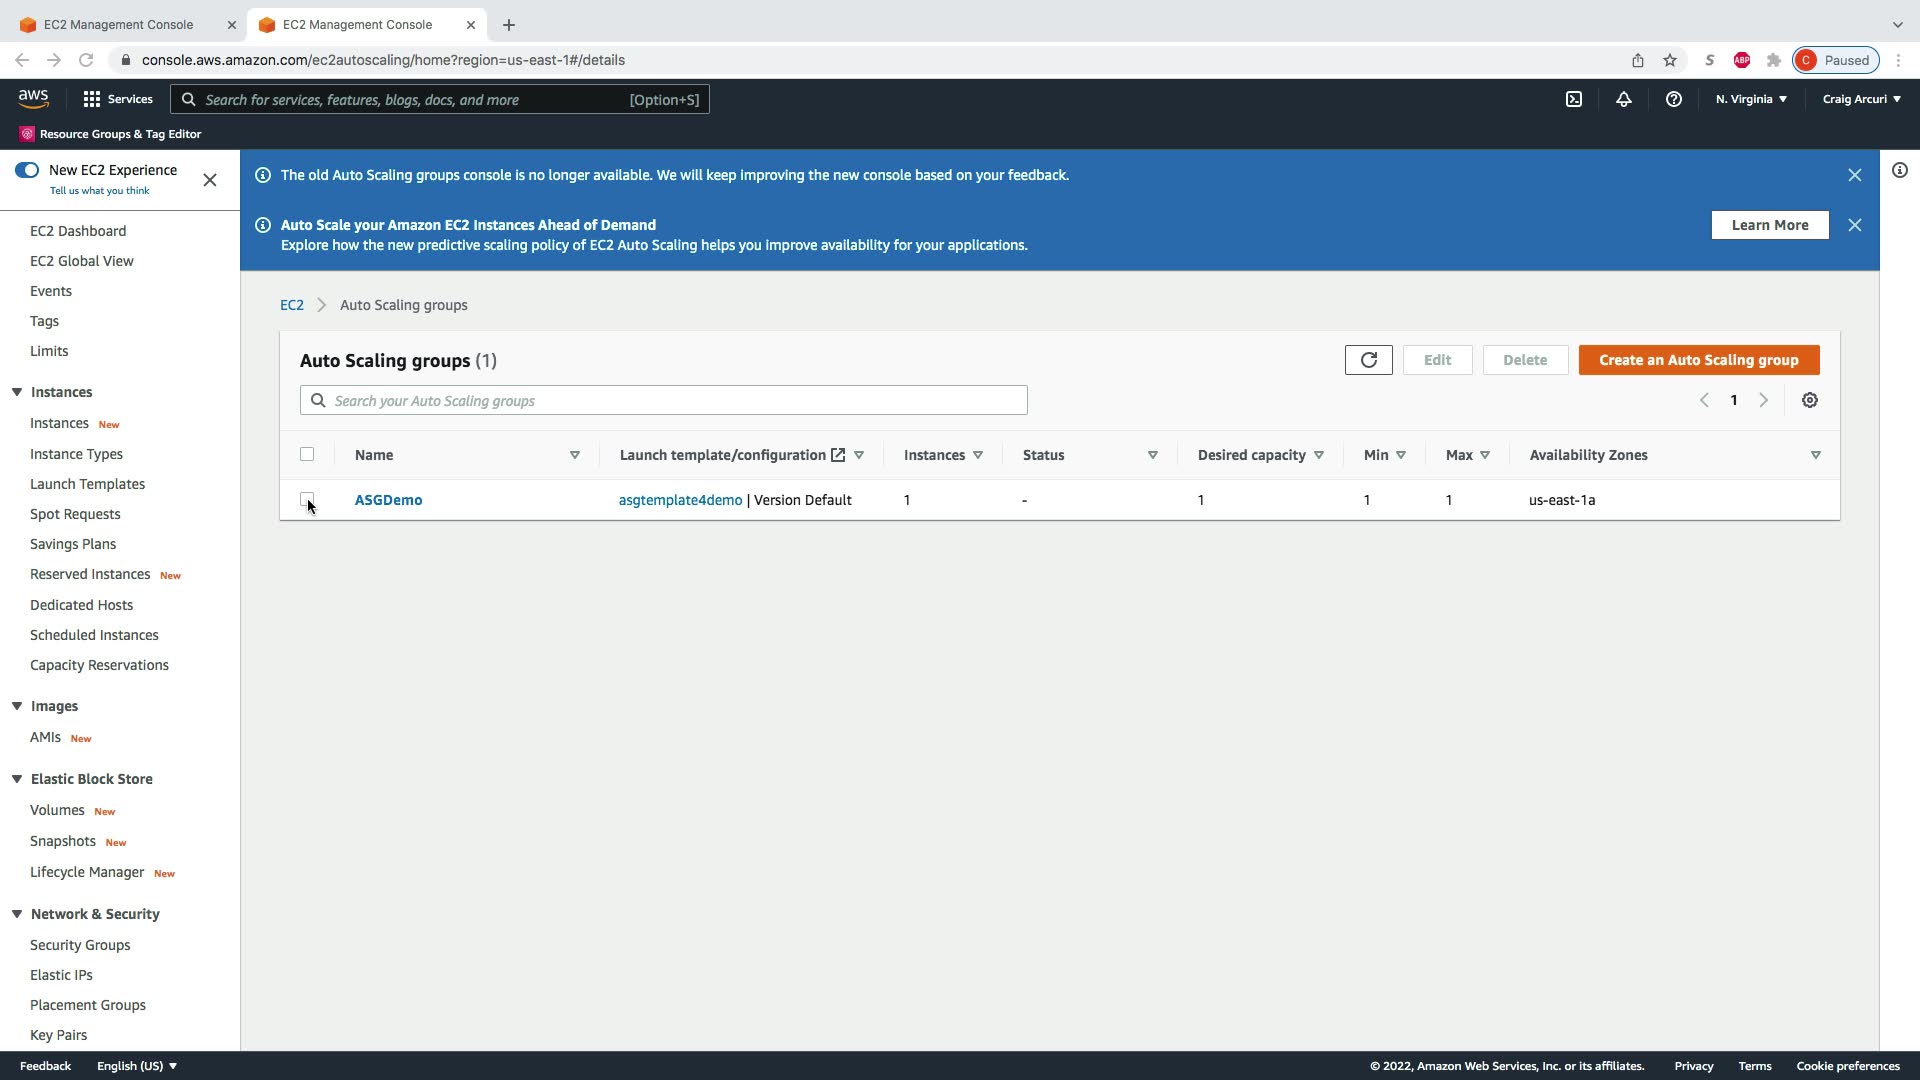 EC2 Management Console
EC2 Management Console
console.aws.amazon.com/ec2autoscaling/home?region=us-east-1#/details
S
ABP
C Paused
aws
Services
Search for services, features, blogs, docs, and more [Option+S]
N. Virginia
Craig Arcuri
Resource Groups & Tag Editor
New EC2 Experience
Tell us what you think
EC2 Dashboard
EC2 Global View
Events
Tags
Limits
Instances
Instances New
Instance Types
Launch Templates
Spot Requests
Savings Plans
Reserved Instances New
Dedicated Hosts
Scheduled Instances
Capacity Reservations
Images
AMIs New
Elastic Block Store
Volumes New
Snapshots New
Lifecycle Manager New
Network & Security
Security Groups
Elastic IPs
Placement Groups
Key Pairs
The old Auto Scaling groups console is no longer available. We will keep improving the new console based on your feedback.
Auto Scale your Amazon EC2 Instances Ahead of Demand
Explore how the new predictive scaling policy of EC2 Auto Scaling helps you improve availability for your applications.
Learn More
EC2 > Auto Scaling groups
Auto Scaling groups (1)
Edit
Delete
Create an Auto Scaling group
Search your Auto Scaling groups
1
Name Launch template/configuration Instances Status Desired capacity Min Max Availability Zones
ASGDemo asgtemplate4demo | Version Default 1 - 1 1 1 us-east-1a
Feedback English (US) © 2022, Amazon Web Services, Inc. or its affiliates. Privacy Terms Cookie preferences